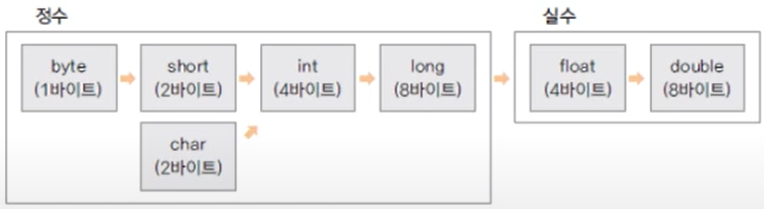 정수
실수
byte
(1바이트)
short
(2바이트)
int
(4바이트)
long
(8바이트)
float
(4바이트)
double
(8바이트)
char
(2바이트)